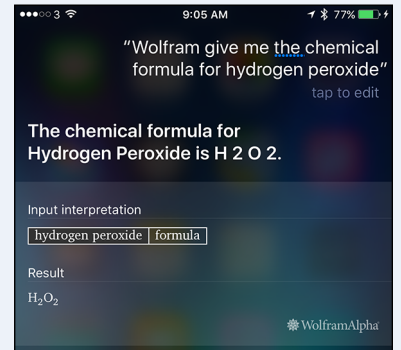 3 9:05 AM 77%
“Wolfram give me the chemical
formula for hydrogen peroxide”
tap to edit
The chemical formula for
Hydrogen Peroxide is H 2 O 2.
Input interpretation
hydrogen peroxide formula
Result
H₂O₂
WolframAlpha